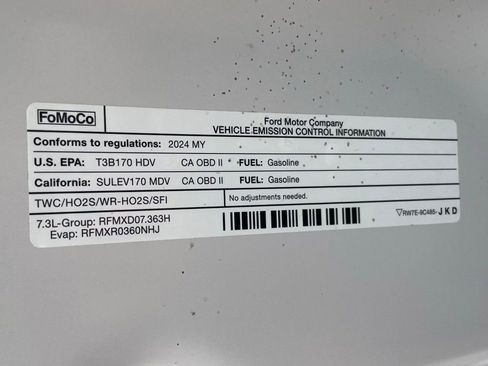 FoMoCo
Ford Motor Company
VEHICLE EMISSION CONTROL INFORMATION
Conforms to regulations: 2024 MY
U.S. EPA: T3B170 HDV CA OBD II * FUEL: Gasoline
California: SULEV170 MDV CA OBD II FUEL: Gasoline
TWC/HO2S/WR-HO2S/SFI No adjustments needed.
7.3L-Group: RFMXD07.363H
Evap: RFMXR0360NHJ
RW7E-9C485-JKD